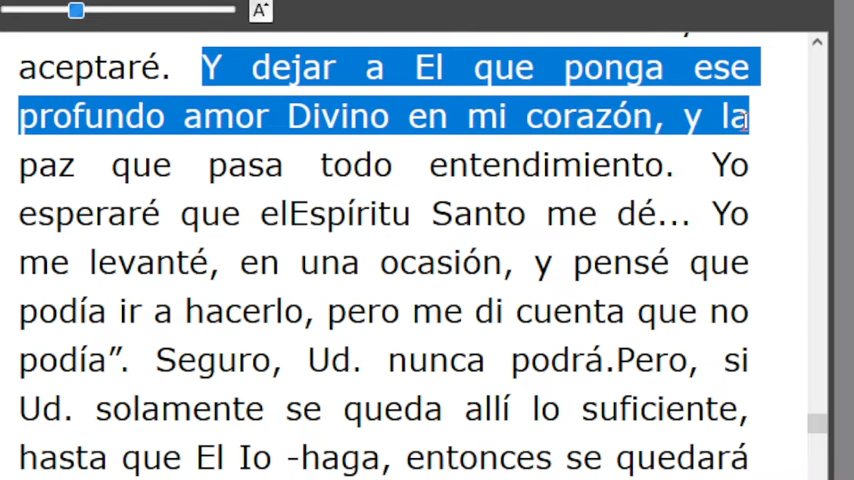 A
aceptaré. Y dejar a El que ponga ese
profundo amor Divino en mi corazón, y la
paz que pasa todo entendimiento. Yo
esperaré que elEspíritu Santo me dé... Yo
me levanté, en una ocasión, y pensé que
podía ir a hacerlo, pero me di cuenta que no
podía”. Seguro, Ud. nunca podrá.Pero, si
Ud. solamente se queda allí lo suficiente,
hasta que El Io -haga, entonces se quedará